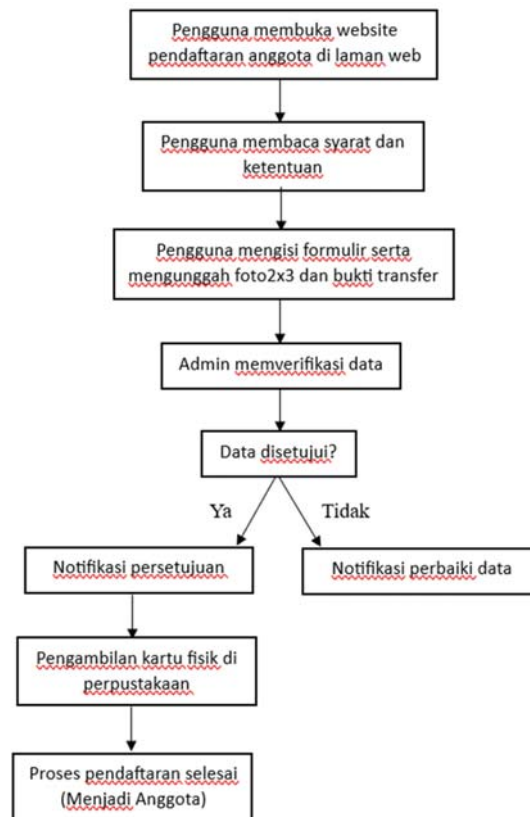 Pengguna membuka website
pendaftaran anggota di laman web
Pengguna membaca syarat dan
ketentuan
Pengguna mengisi formulir serta
mengunggah foto2x3 dan bukti transfer
Admin memverifikasi data
Data disetujui?
Ya
Tidak
Notifikasi persetujuan
Notifikasi perbaiki data
Pengambilan kartu fisik di
perpustakaan
Proses pendaftaran selesai
(Menjadi Anggota)